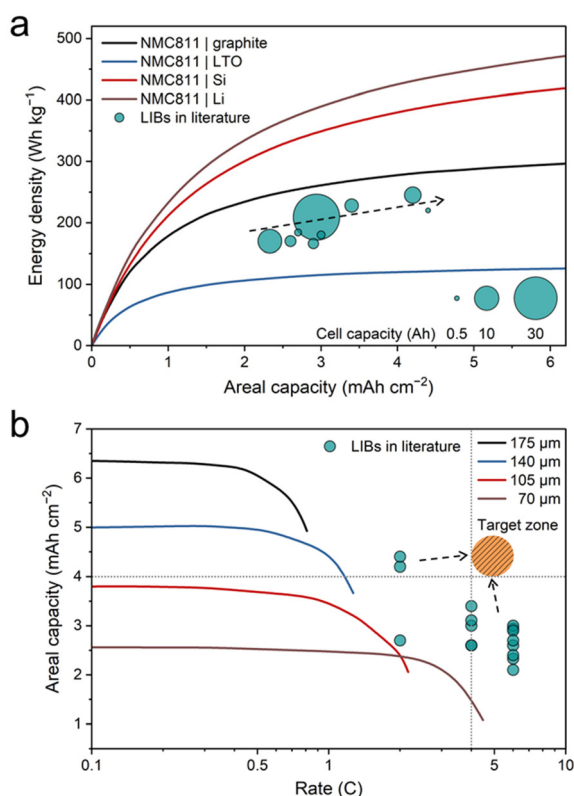 a
500
400
300
200
100
0
Energy density (Wh kg⁻¹)
NMC811 | graphite
NMC811 | LTO
NMC811 | Si
NMC811 | Li
LIBs in literature
Cell capacity (Ah) 0.5 10 30
0 1 2 3 4 5 6
Areal capacity (mAh cm⁻²)
b
7
6
5
4
3
2
1
Areal capacity (mAh cm⁻²)
LIBs in literature
175 µm
140 µm
105 µm
70 µm
Target zone
0.1 0.5 1 5 10
Rate (C)